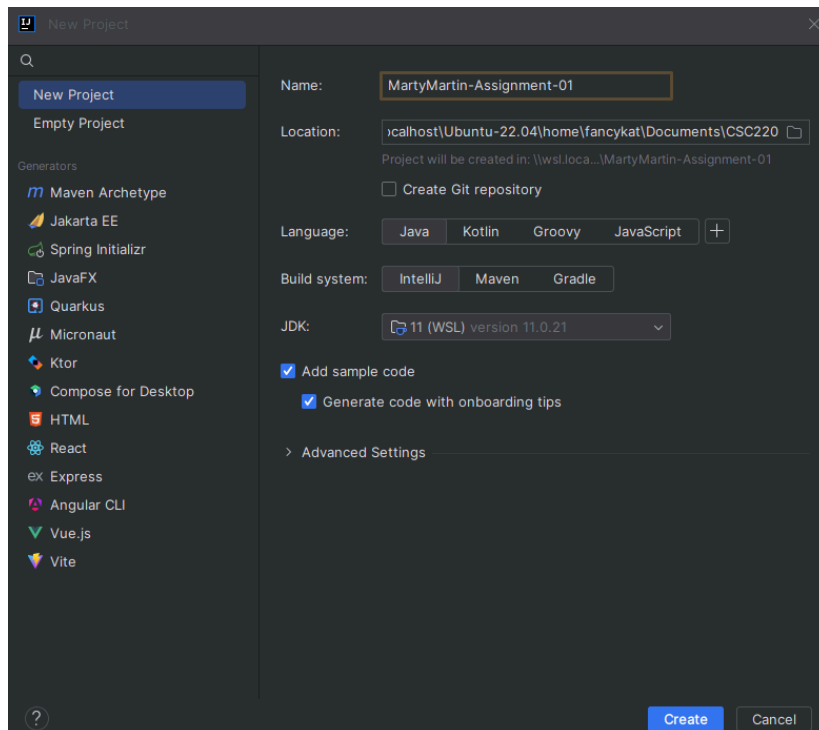 New Project
New Project
Empty Project
Generators
Maven Archetype
Jakarta EE
Spring Initializr
JavaFX
Quarkus
Micronaut
Ktor
Compose for Desktop
HTML
React
Express
Angular CLI
Vue.js
Vite
Name:
MartyMartin-Assignment-01
Location:
ocalhost\Ubuntu-22.04\home\fancykat\Documents\CSC220
Project will be created in: \\wsl.loca...\MartyMartin-Assignment-01
Create Git repository
Language:
Java Kotlin Groovy JavaScript +
Build system:
IntelliJ Maven Gradle
JDK:
11 (WSL) version 11.0.21
Add sample code
Generate code with onboarding tips
Advanced Settings
?
Create Cancel